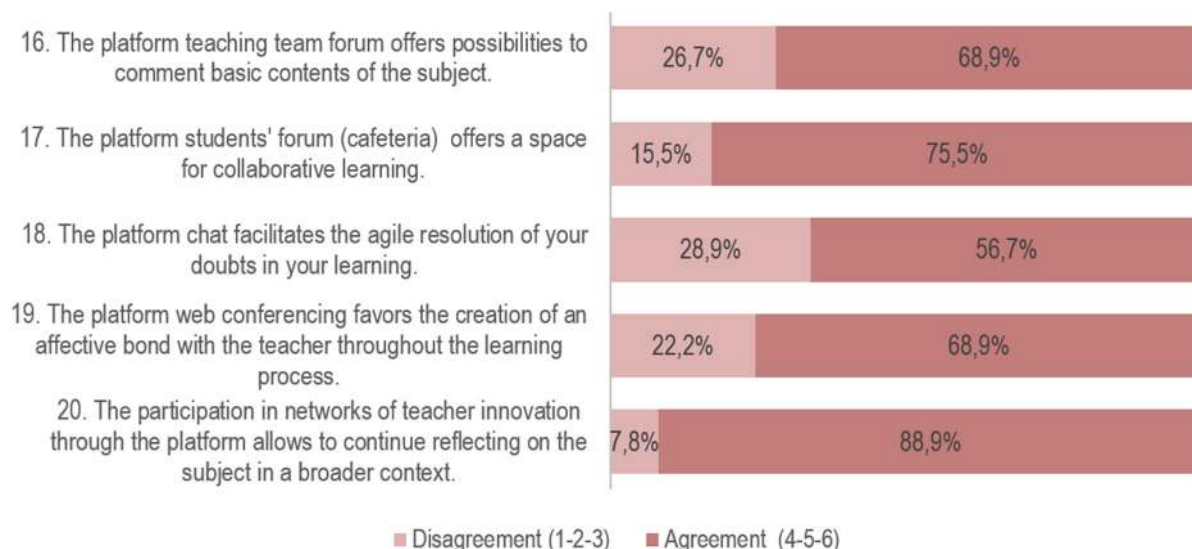 16. The platform teaching team forum offers possibilities to
comment basic contents of the subject.
26,7%
68,9%
17. The platform students' forum (cafeteria) offers a space
for collaborative learning.
15,5%
75,5%
18. The platform chat facilitates the agile resolution of your
doubts in your learning.
28,9%
56,7%
19. The platform web conferencing favors the creation of an
affective bond with the teacher throughout the learning
process.
22,2%
68,9%
20. The participation in networks of teacher innovation
through the platform allows to continue reflecting on the
subject in a broader context.
7,8%
88,9%
Disagreement (1-2-3)
Agreement (4-5-6)